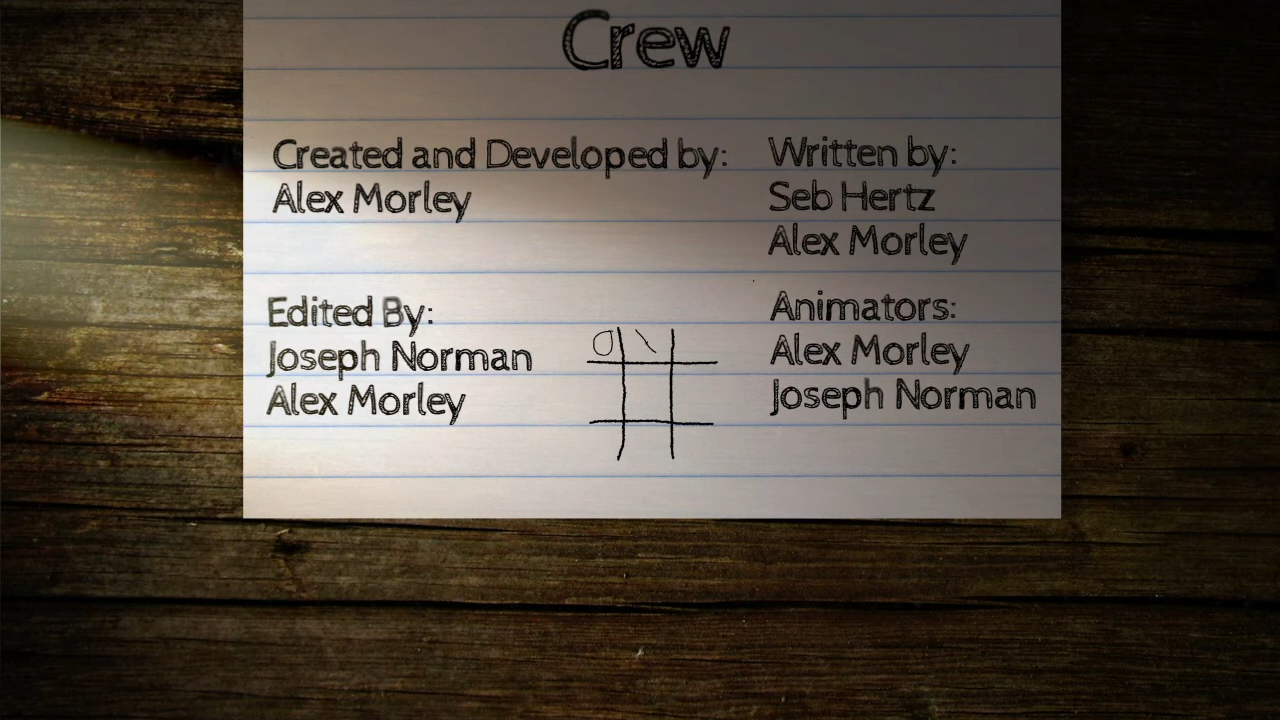 Crew
Created and Developed by:
Alex Morley
Written by:
Seb Hertz
Alex Morley
Edited By:
Joseph Norman
Alex Morley
Animators:
Alex Morley
Joseph Norman